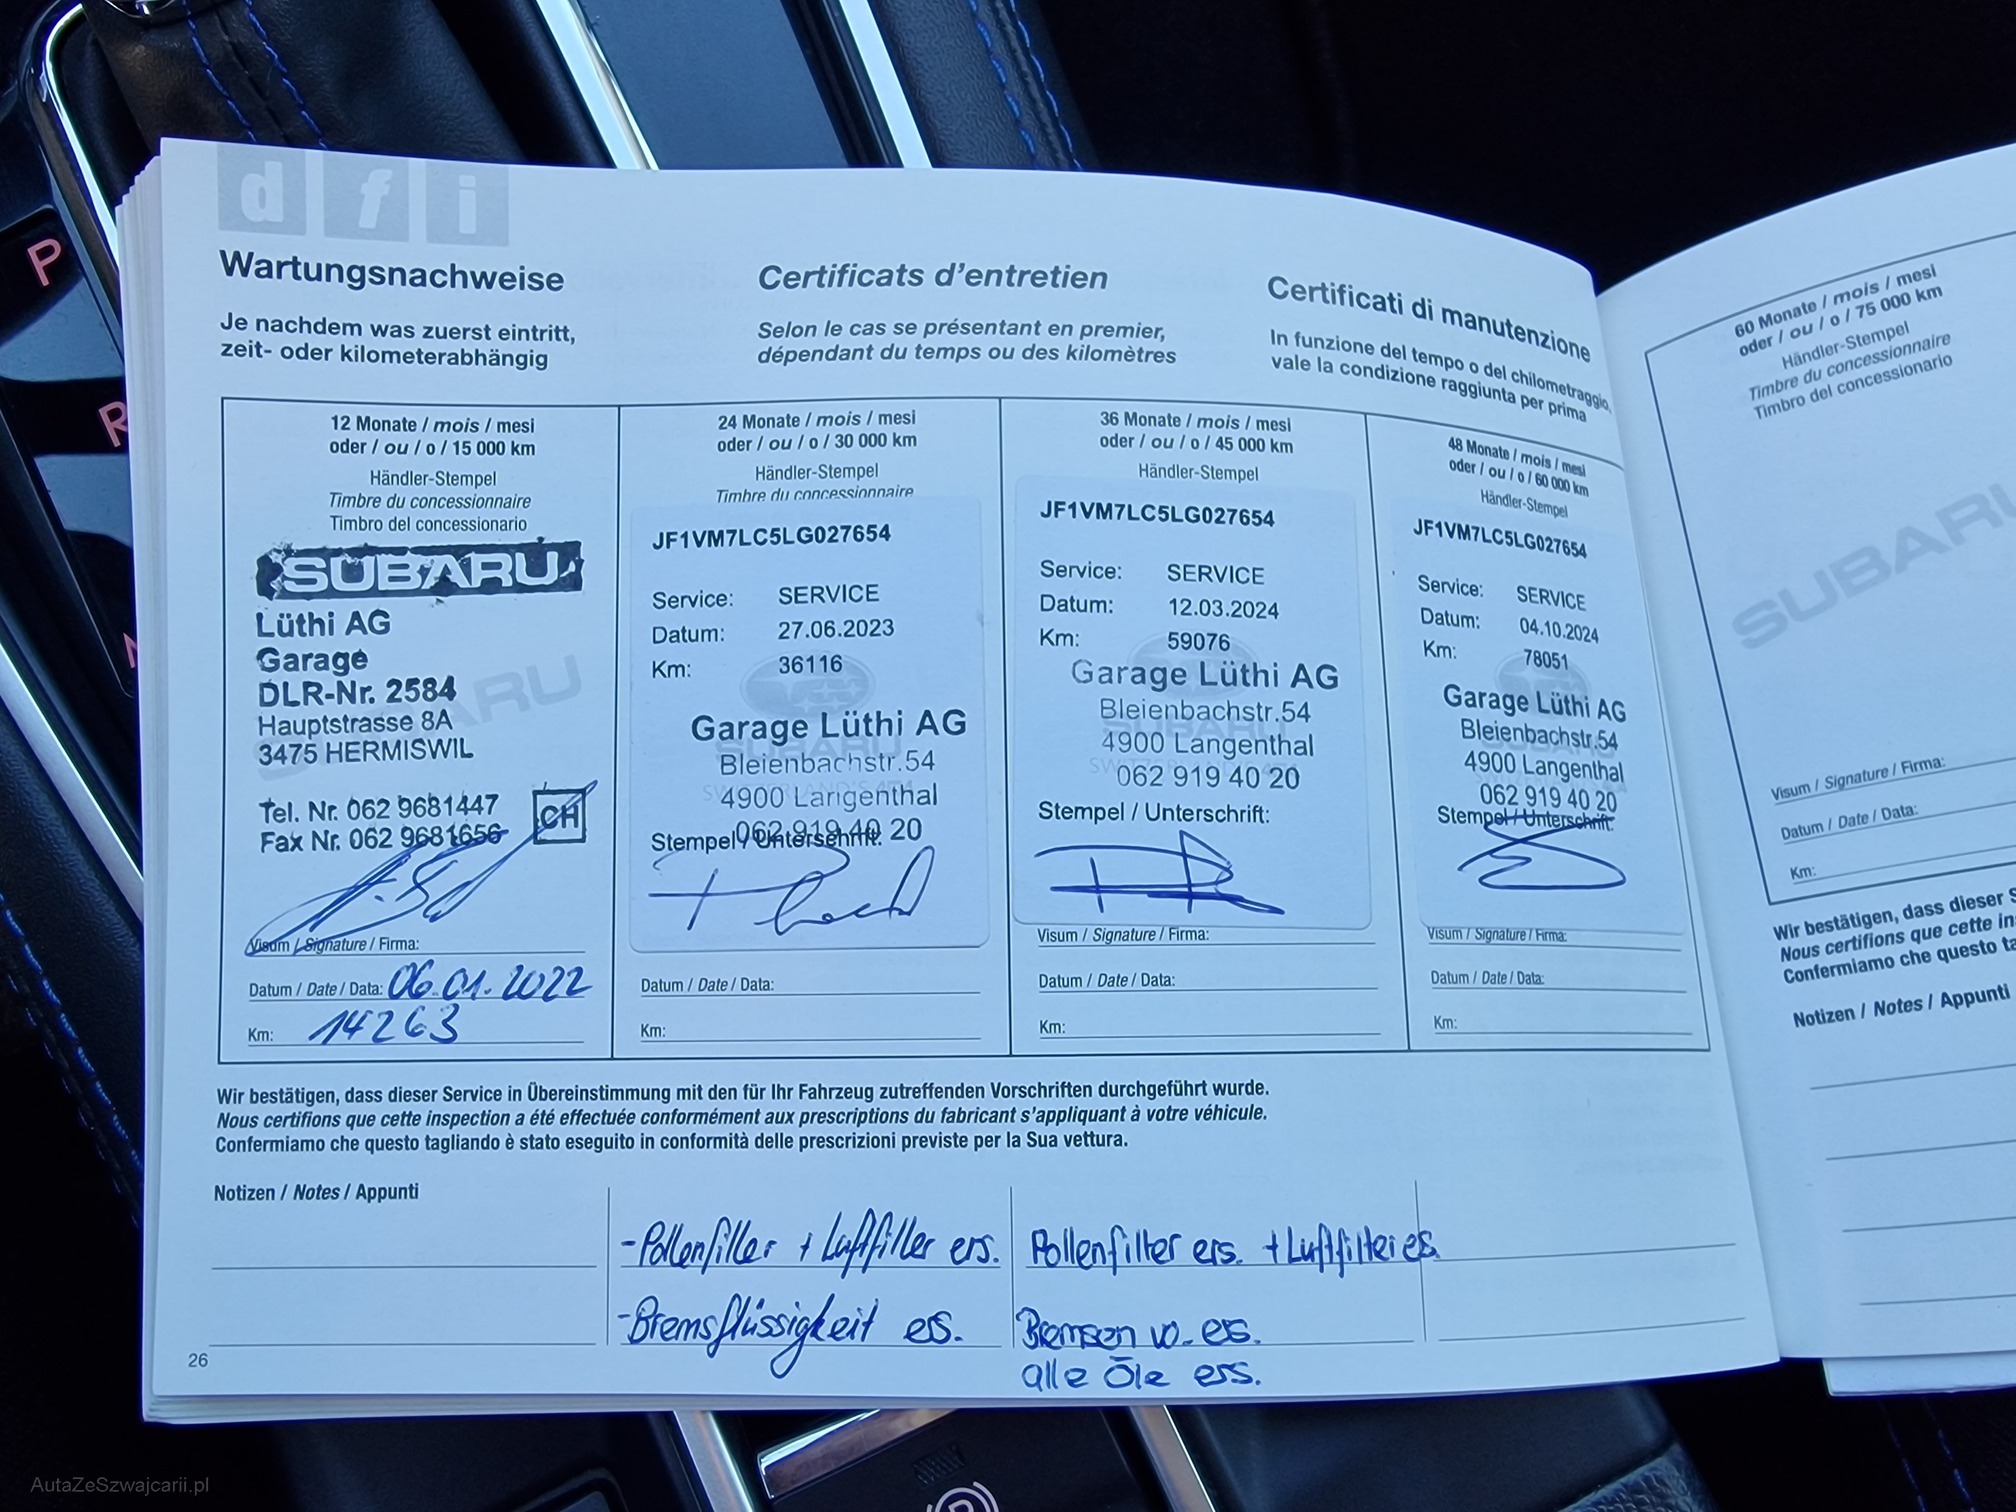 d f i
Wartungsnachweise
Je nachdem was zuerst eintritt,
zeit- oder kilometerabhängig
Certificats d'entretien
Selon le cas se présentant en premier,
dépendant du temps ou des kilomètres
Certificati di manutenzione
In funzione del tempo o del chilometraggio,
vale la condizione raggiunta per prima
12 Monate / mois / mesi
oder / ou / o / 15 000 km
Händler-Stempel
Timbre du concessionnaire
Timbro del concessionario
SUBARU
Lüthi AG
Garage
DLR-Nr. 2584
Hauptstrasse 8A
3475 HERMISWIL
Tel. Nr. 062 9681447
Fax Nr. 062 9681656
CH
Visum / Signature / Firma:
Datum / Date / Data: 06.01.2022
Km: 14263
24 Monate / mois / mesi
oder / ou / o / 30 000 km
Händler-Stempel
Timbre du concessionnaire
JF1VM7LC5LG027654
Service: SERVICE
Datum: 27.06.2023
Km: 36116
Garage Lüthi AG
Bleienbachstr.54
4900 Langenthal
062 919 40 20
Stempel / Unterschrift:
Datum / Date / Data:
Km:
36 Monate / mois / mesi
oder / ou / o / 45 000 km
Händler-Stempel
JF1VM7LC5LG027654
Service: SERVICE
Datum: 12.03.2024
Km: 59076
Garage Lüthi AG
Bleienbachstr.54
4900 Langenthal
062 919 40 20
Stempel / Unterschrift:
Visum / Signature / Firma:
Datum / Date / Data:
Km:
48 Monate / mois / mesi
oder / ou / o / 60 000 km
Händler-Stempel
JF1VM7LC5LG027654
Service: SERVICE
Datum: 04.10.2024
Km: 78051
Garage Lüthi AG
Bleienbachstr.54
4900 Langenthal
062 919 40 20
Stempel / Unterschrift:
Visum / Signature / Firma:
Datum / Date / Data:
Km:
Wir bestätigen, dass dieser Service in Übereinstimmung mit den für Ihr Fahrzeug zutreffenden Vorschriften durchgeführt wurde.
Nous certifions que cette inspection a été effectuée conformément aux prescriptions du fabricant s'appliquant à votre véhicule.
Confermiamo che questo tagliando è stato eseguito in conformità delle prescrizioni previste per la Sua vettura.
Notizen / Notes / Appunti
-Pollenfilter + Luftfilter ers.
-Bremsflüssigkeit ers.
Pollenfilter ers. + Luftfilter es.
Bremsen vo. ers.
alle Öle ers.
26
60 Monate / mois / mesi
oder / ou / o / 75 000 km
Händler-Stempel
Timbre du concessionnaire
Timbro del concessionario
SUBARU
Visum / Signature / Firma:
Datum / Date / Data:
Km:
Wir bestätigen, dass dieser
Nous certifions que cette
Confermiamo che questo
Notizen / Notes / Appunti
P
R
N
AutaZeSzwajcarii.pl